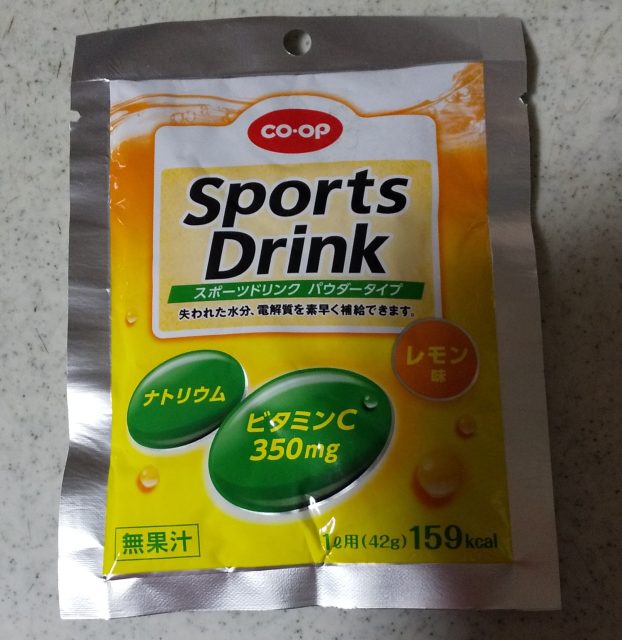 CO·OP
Sports
Drink
スポーツドリンク パウダータイプ
失われた水分、電解質を素早く補給できます。
レモン
味
ナトリウム
ビタミンC
350mg
無果汁
1ℓ用(42g) 159kcal